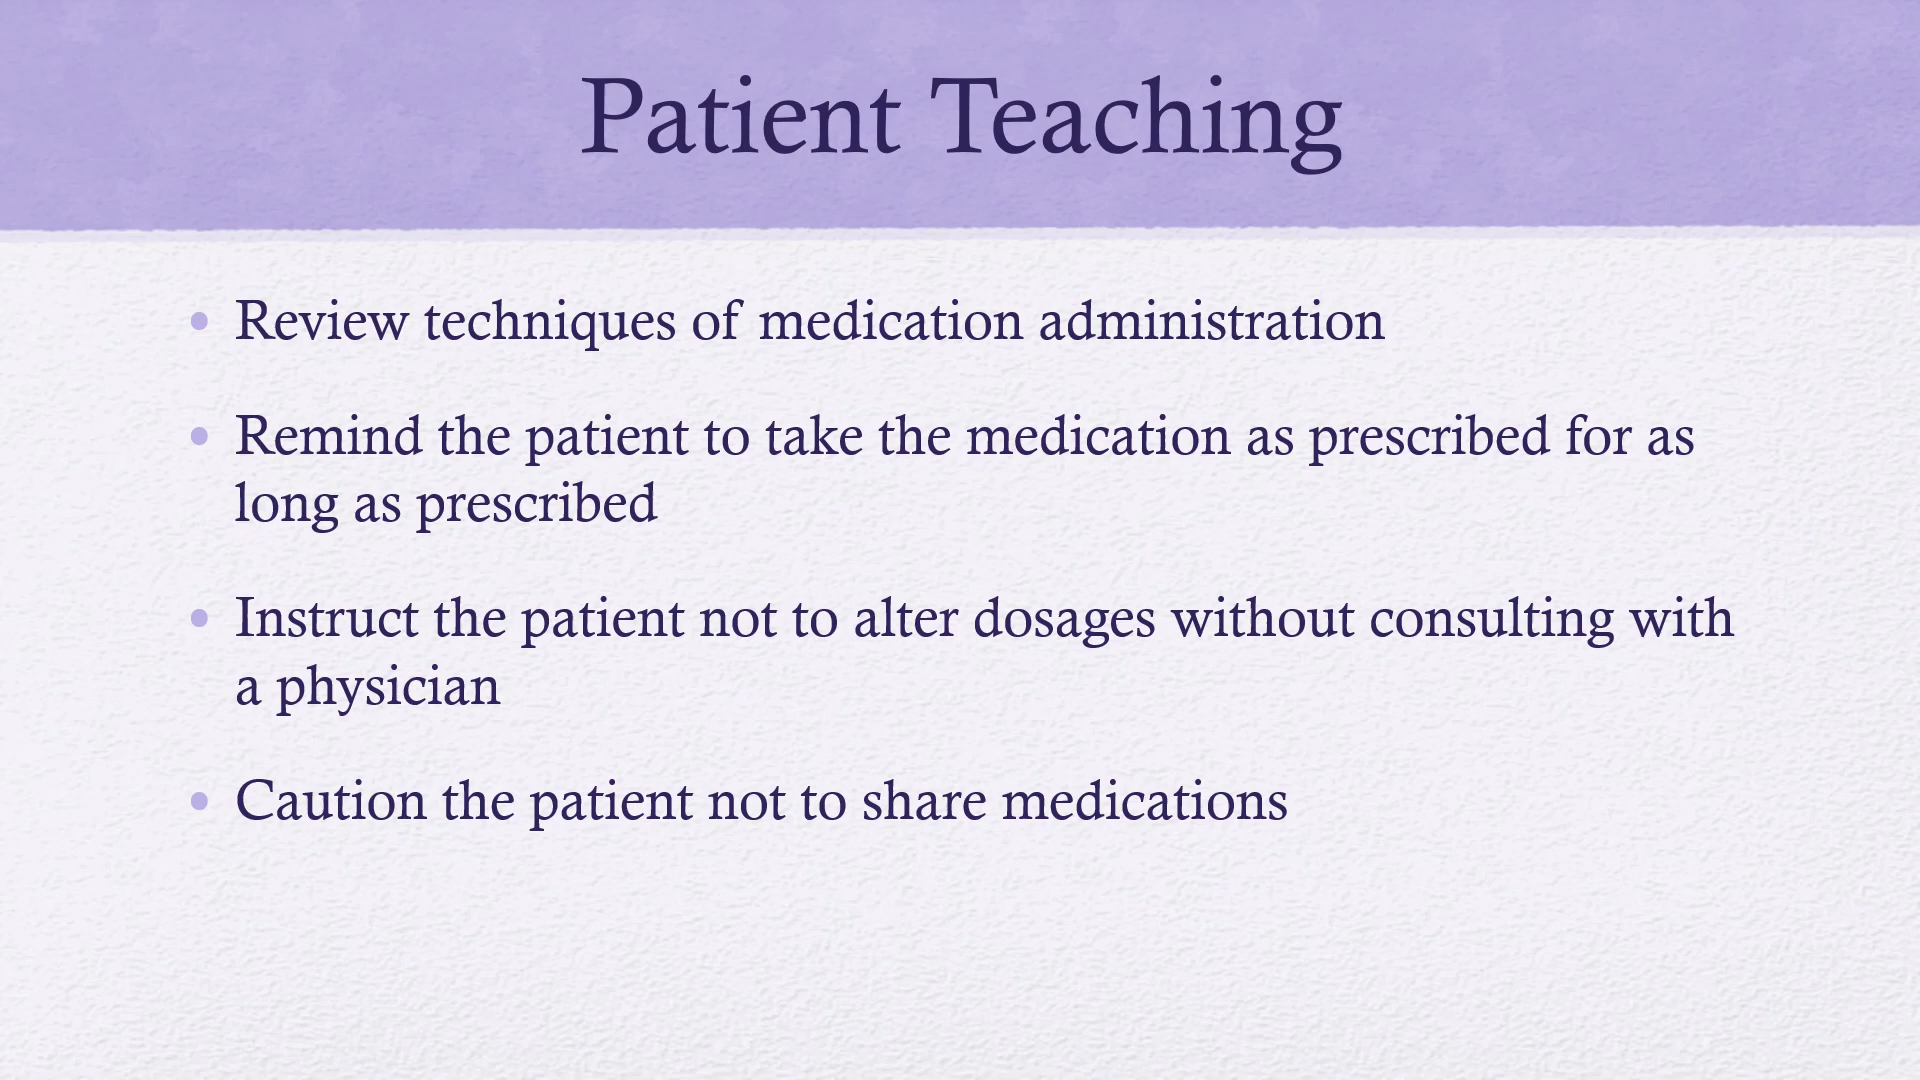 Patient Teaching
• Review techniques of medication administration
• Remind the patient to take the medication as prescribed for as
long as prescribed
• Instruct the patient not to alter dosages without consulting with
a physician
• Caution the patient not to share medications